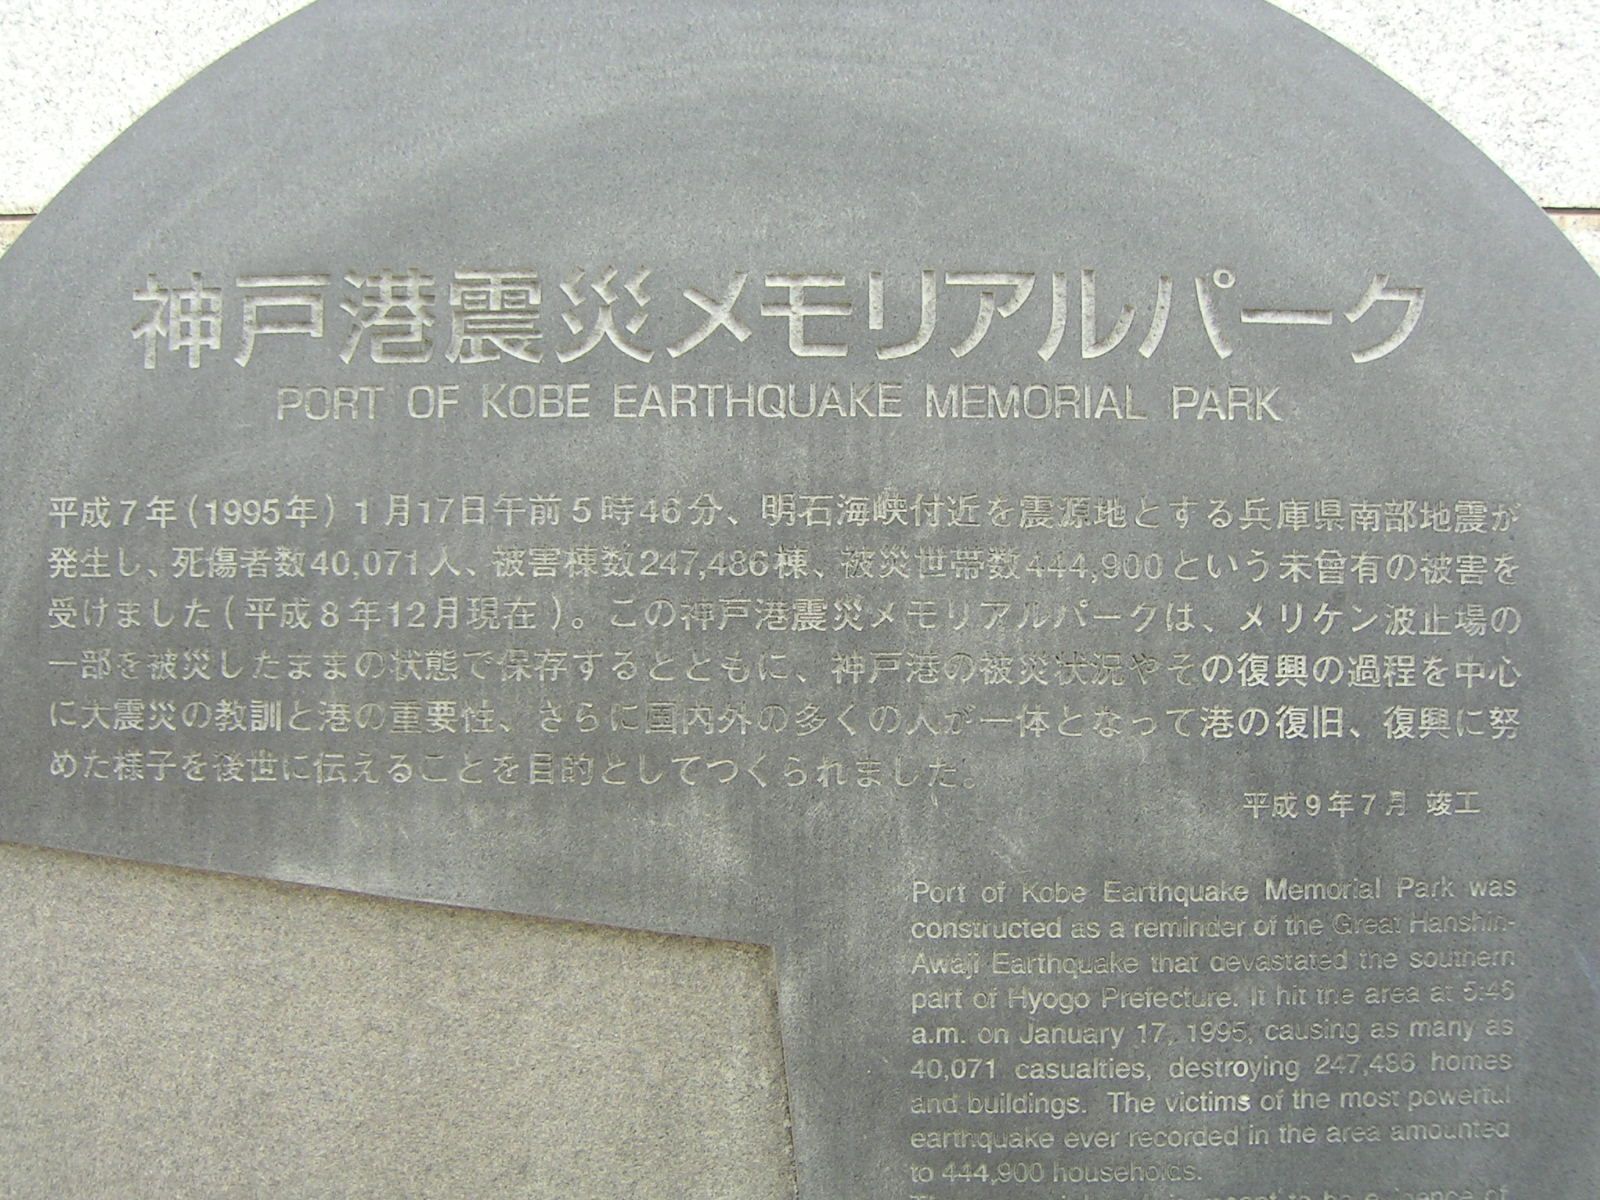 神戸港震災メモリアルパーク
PORT OF KOBE EARTHQUAKE MEMORIAL PARK
平成7年(1995年)1月17日午前5時46分、明石海峡付近を震源地とする兵庫県南部地震が
発生し、死傷者数40,071人、被害棟数247,486棟、被災世帯数444,900という未曾有の被害を
受けました(平成8年12月現在)。この神戸港震災メモリアルパークは、メリケン波止場の
一部を被災したままの状態で保存するとともに、神戸港の被災状況やその復興の過程を中心
に大震災の教訓と港の重要性、さらに国内外の多くの人が一体となって港の復旧、復興に努
めた様子を後世に伝えることを目的としてつくられました。
平成9年7月 竣工
Port of Kobe Earthquake Memorial Park was
constructed as a reminder of the Great Hanshin-
Awaji Earthquake that devastated the southern
part of Hyogo Prefecture. It hit the area at 5:46
a.m. on January 17, 1995, causing as many as
40,071 casualties, destroying 247,486 homes
and buildings. The victims of the most powerful
earthquake ever recorded in the area amounted
to 444,900 households.